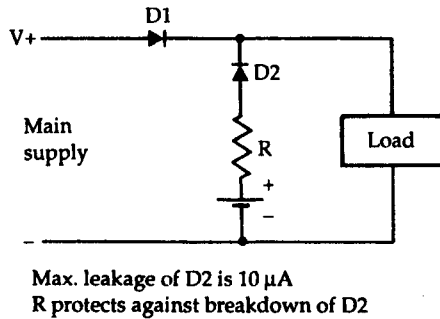 D1
V+
D2
Main
supply
R
Load
+
–
–
Max. leakage of D2 is 10 µA
R protects against breakdown of D2